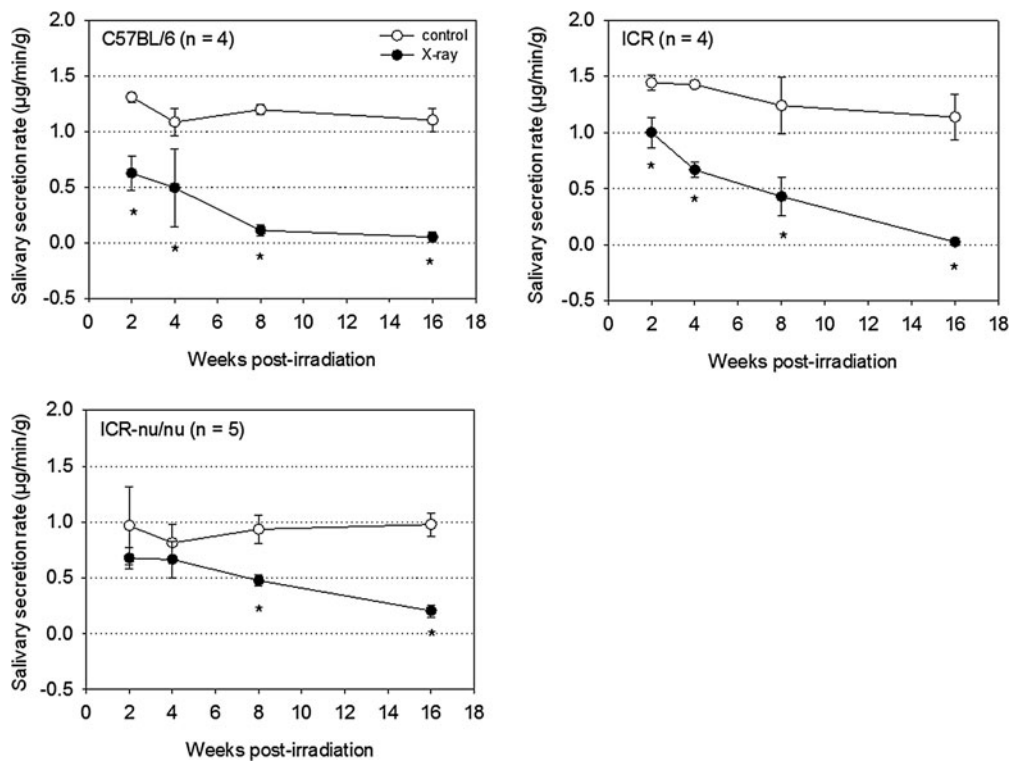 C57BL/6 (n = 4)
control
X-ray
Salivary secretion rate (µg/min/g)
2.0
1.5
1.0
0.5
0.0
-0.5
*
*
*
*
0 2 4 6 8 10 12 14 16 18
Weeks post-irradiation
ICR (n = 4)
Salivary secretion rate (µg/min/g)
2.0
1.5
1.0
0.5
0.0
-0.5
*
*
*
*
0 2 4 6 8 10 12 14 16 18
Weeks post-irradiation
ICR-nu/nu (n = 5)
Salivary secretion rate (µg/min/g)
2.0
1.5
1.0
0.5
0.0
-0.5
*
*
0 2 4 6 8 10 12 14 16 18
Weeks post-irradiation